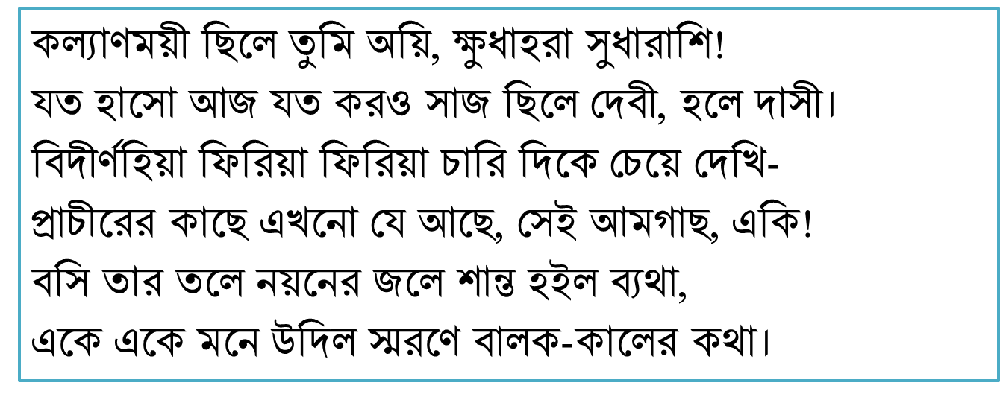 কল্যাণময়ী ছিলে তুমি অয়ি, ক্ষুধাহরা সুধারাশি!
যত হাসো আজ যত করও সাজ ছিলে দেবী, হলে দাসী।
বিদীর্ণহিয়া ফিরিয়া ফিরিয়া চারি দিকে চেয়ে দেখি-
প্রাচীরের কাছে এখনো যে আছে, সেই আমগাছ, একি!
বসি তার তলে নয়নের জলে শান্ত হইল ব্যথা,
একে একে মনে উদিল স্মরণে বালক-কালের কথা।